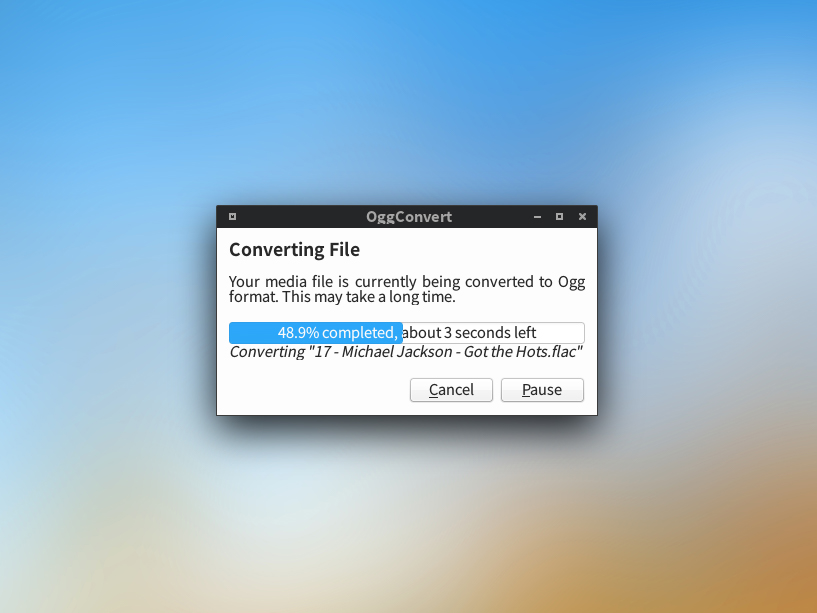 OggConvert
Converting File
Your media file is currently being converted to Ogg
format. This may take a long time.
48.9% completed, about 3 seconds left
Converting "17 - Michael Jackson - Got the Hots.flac"
Cancel Pause